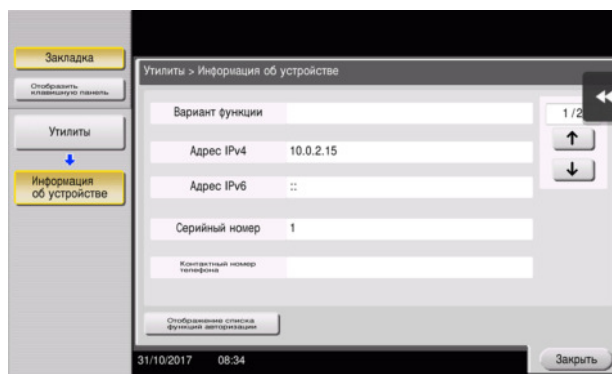 Закладка
Отобразить
клавишную панель
Утилиты
Информация
об устройстве
Утилиты > Информация об устройстве
Вариант функции
1/2
Адрес IPv4 10.0.2.15
Адрес IPv6 ::
Серийный номер 1
Контактный номер
телефона
Отображение списка
функций авторизации
31/10/2017 08:34
Закрыть